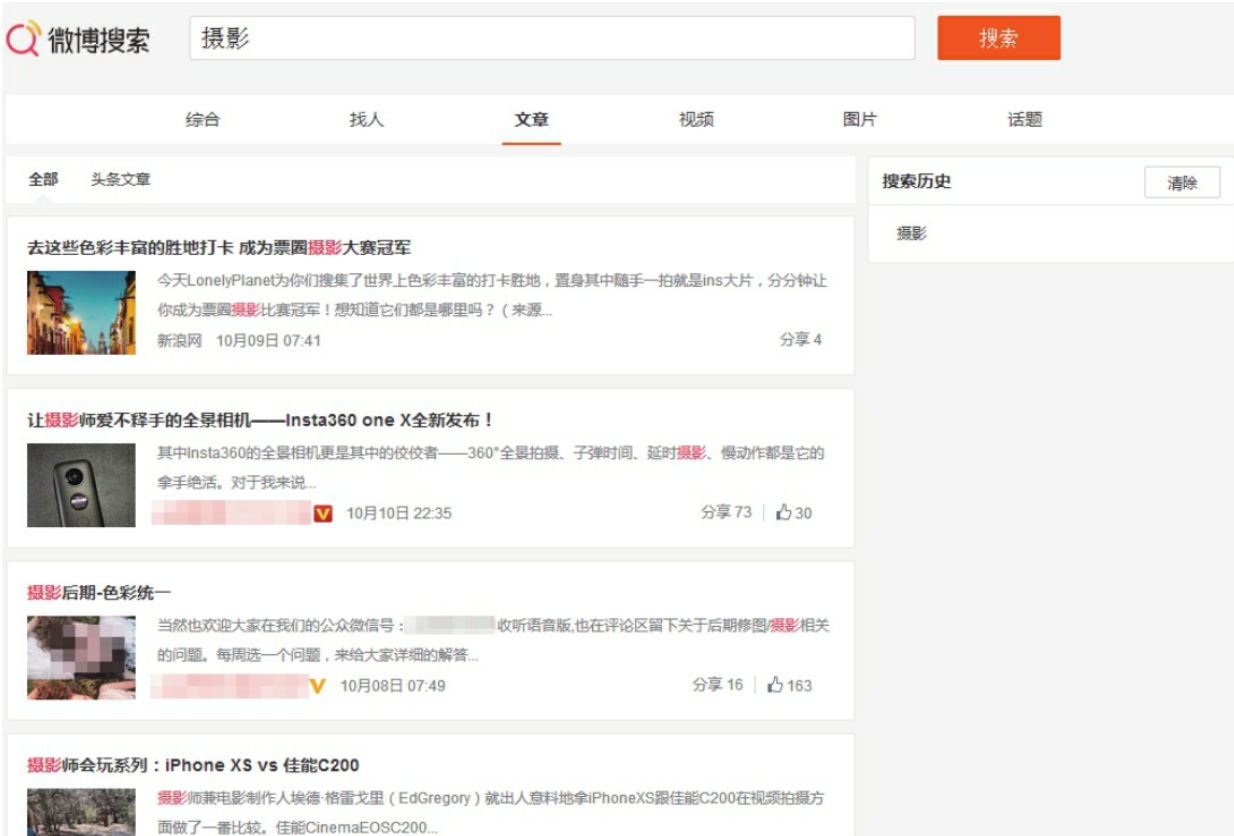 微博搜索
摄影
搜索
综合 找人 文章 视频 图片 话题
全部 头条文章
搜索历史 清除
摄影
去这些色彩丰富的胜地打卡 成为票圈摄影大赛冠军
今天LonelyPlanet为你们搜集了世界上色彩丰富的打卡胜地，置身其中随手一拍就是ins大片，分分钟让
你成为票圈摄影比赛冠军！想知道它们都是哪里吗？（来源...
新浪网 10月09日 07:41 分享 4
让摄影师爱不释手的全景相机——Insta360 one X全新发布！
其中Insta360的全景相机更是其中的佼佼者——360°全景拍摄、子弹时间、延时摄影、慢动作都是它的
拿手绝活。对于我来说...
V 10月10日 22:35 分享 73 30
摄影后期-色彩统一
当然也欢迎大家在我们的公众微信号： 收听语音版,也在评论区留下关于后期修图/摄影相关
的问题。每周选一个问题，来给大家详细的解答...
V 10月08日 07:49 分享 16 163
摄影师会玩系列：iPhone XS vs 佳能C200
摄影师兼电影制作人埃德·格雷戈里（EdGregory）就出人意料地拿iPhoneXS跟佳能C200在视频拍摄方
面做了一番比较。佳能CinemaEOSC200...